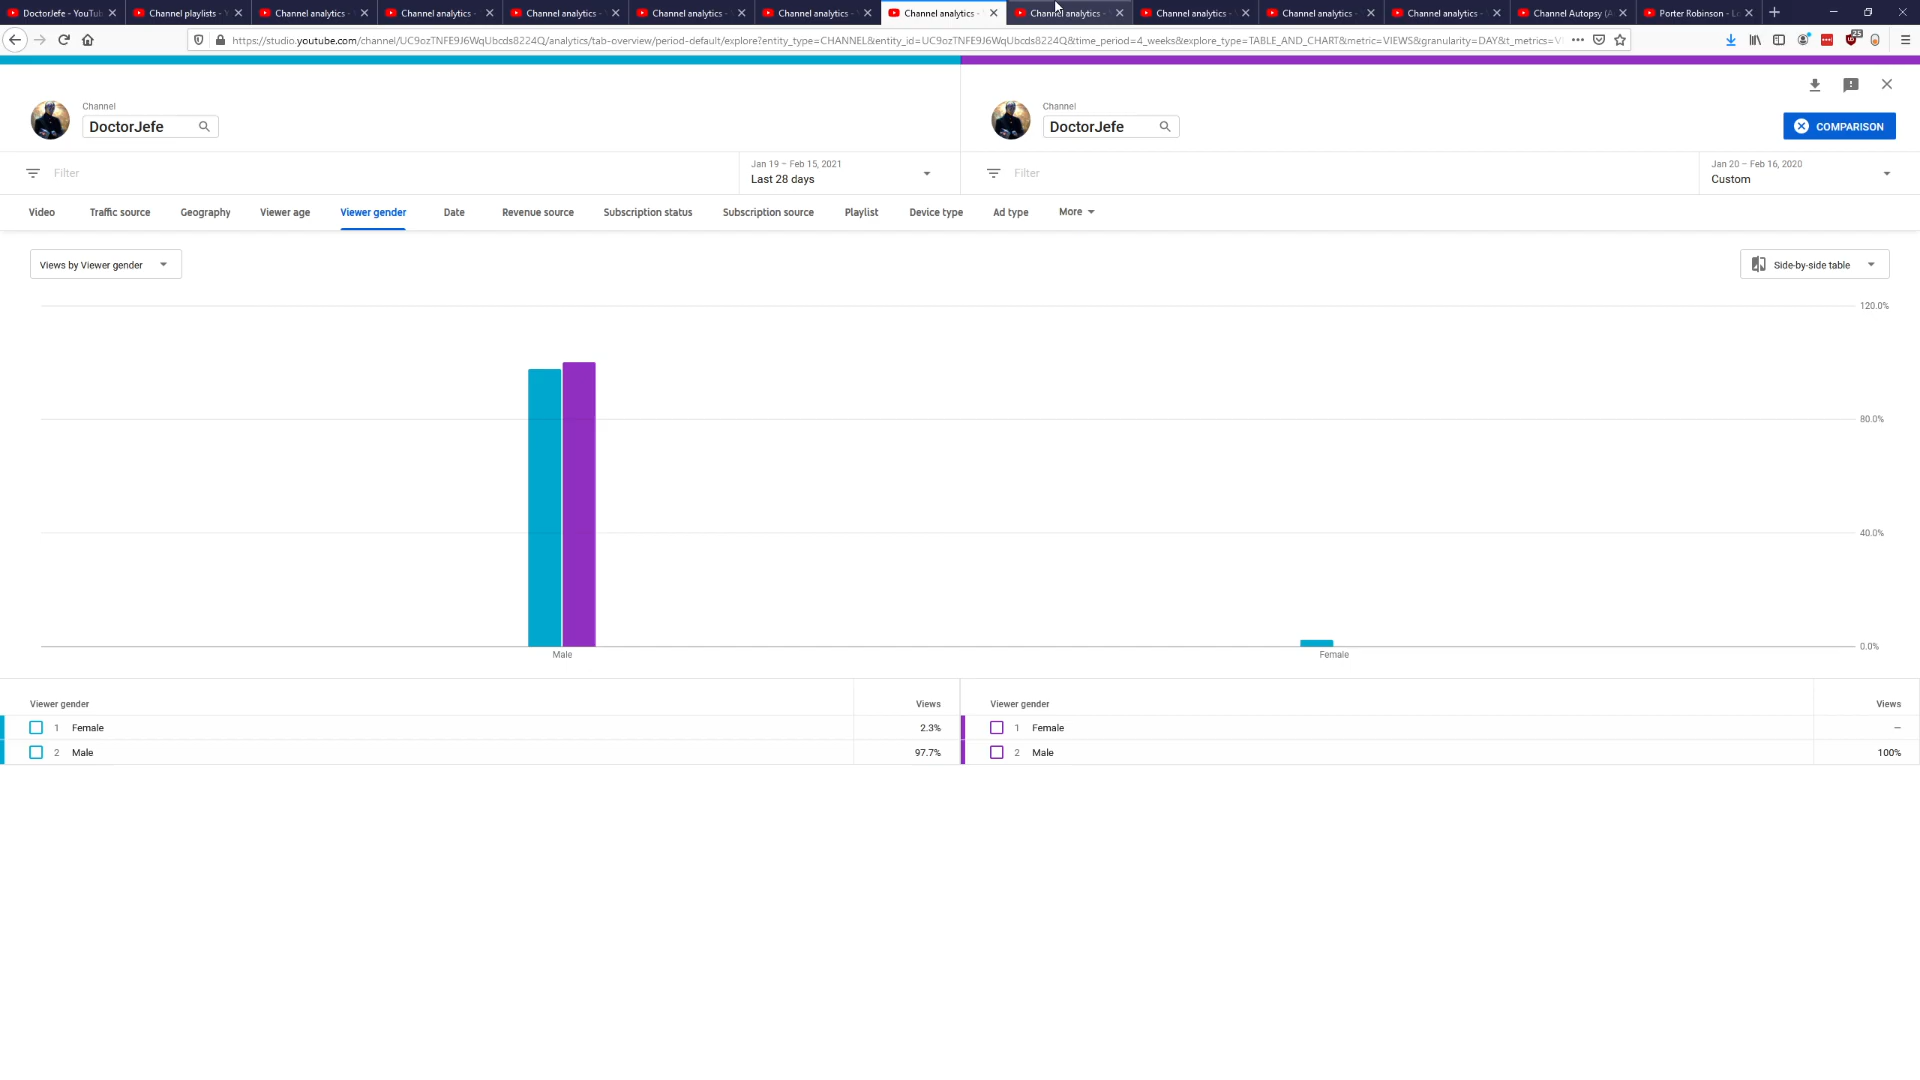 DoctorJefe - YouTub
Channel playlists - Y
Channel analytics -
Channel analytics -
Channel analytics -
Channel analytics -
Channel analytics -
Channel analytics -
Channel analytics -
Channel analytics -
Channel analytics -
Channel analytics -
Channel Autopsy (A
Porter Robinson - Lo
https://studio.youtube.com/channel/UC9ozTNFE9J6WqUbcds8224Q/analytics/tab-overview/period-default/explore?entity_type=CHANNEL&entity_id=UC9ozTNFE9J6WqUbcds8224Q&time_period=4_weeks&explore_type=TABLE_AND_CHART&metric=VIEWS&granularity=DAY&t_metrics=VI
25
Channel
DoctorJefe
Channel
DoctorJefe
COMPARISON
Filter
Jan 19 – Feb 15, 2021
Last 28 days
Filter
Jan 20 – Feb 16, 2020
Custom
Video Traffic source Geography Viewer age Viewer gender Date Revenue source Subscription status Subscription source Playlist Device type Ad type More
Views by Viewer gender
Side-by-side table
120.0%
80.0%
40.0%
0.0%
Male Female
Viewer gender Views
1 Female 2.3%
2 Male 97.7%
Viewer gender Views
1 Female –
2 Male 100%